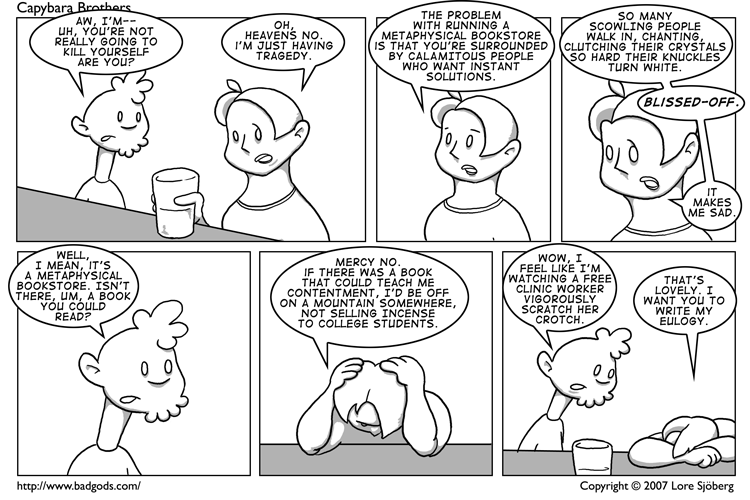 Capybara Brothers
AW, I'M--
UH, YOU'RE NOT
REALLY GOING TO
KILL YOURSELF
ARE YOU?
OH,
HEAVENS NO.
I'M JUST HAVING
TRAGEDY.
THE PROBLEM
WITH RUNNING A
METAPHYSICAL BOOKSTORE
IS THAT YOU'RE SURROUNDED
BY CALAMITOUS PEOPLE
WHO WANT INSTANT
SOLUTIONS.
SO MANY
SCOWLING PEOPLE
WALK IN, CHANTING,
CLUTCHING THEIR CRYSTALS
SO HARD THEIR KNUCKLES
TURN WHITE.
BLISSED-OFF.
IT
MAKES
ME SAD.
WELL,
I MEAN, IT'S
A METAPHYSICAL
BOOKSTORE. ISN'T
THERE, UM, A BOOK
YOU COULD
READ?
MERCY NO.
IF THERE WAS A BOOK
THAT COULD TEACH ME
CONTENTMENT, I'D BE OFF
ON A MOUNTAIN SOMEWHERE,
NOT SELLING INCENSE
TO COLLEGE STUDENTS.
WOW, I
FEEL LIKE I'M
WATCHING A FREE
CLINIC WORKER
VIGOROUSLY
SCRATCH HER
CROTCH.
THAT'S
LOVELY. I
WANT YOU TO
WRITE MY
EULOGY.
http://www.badgods.com/
Copyright © 2007 Lore Sjöberg